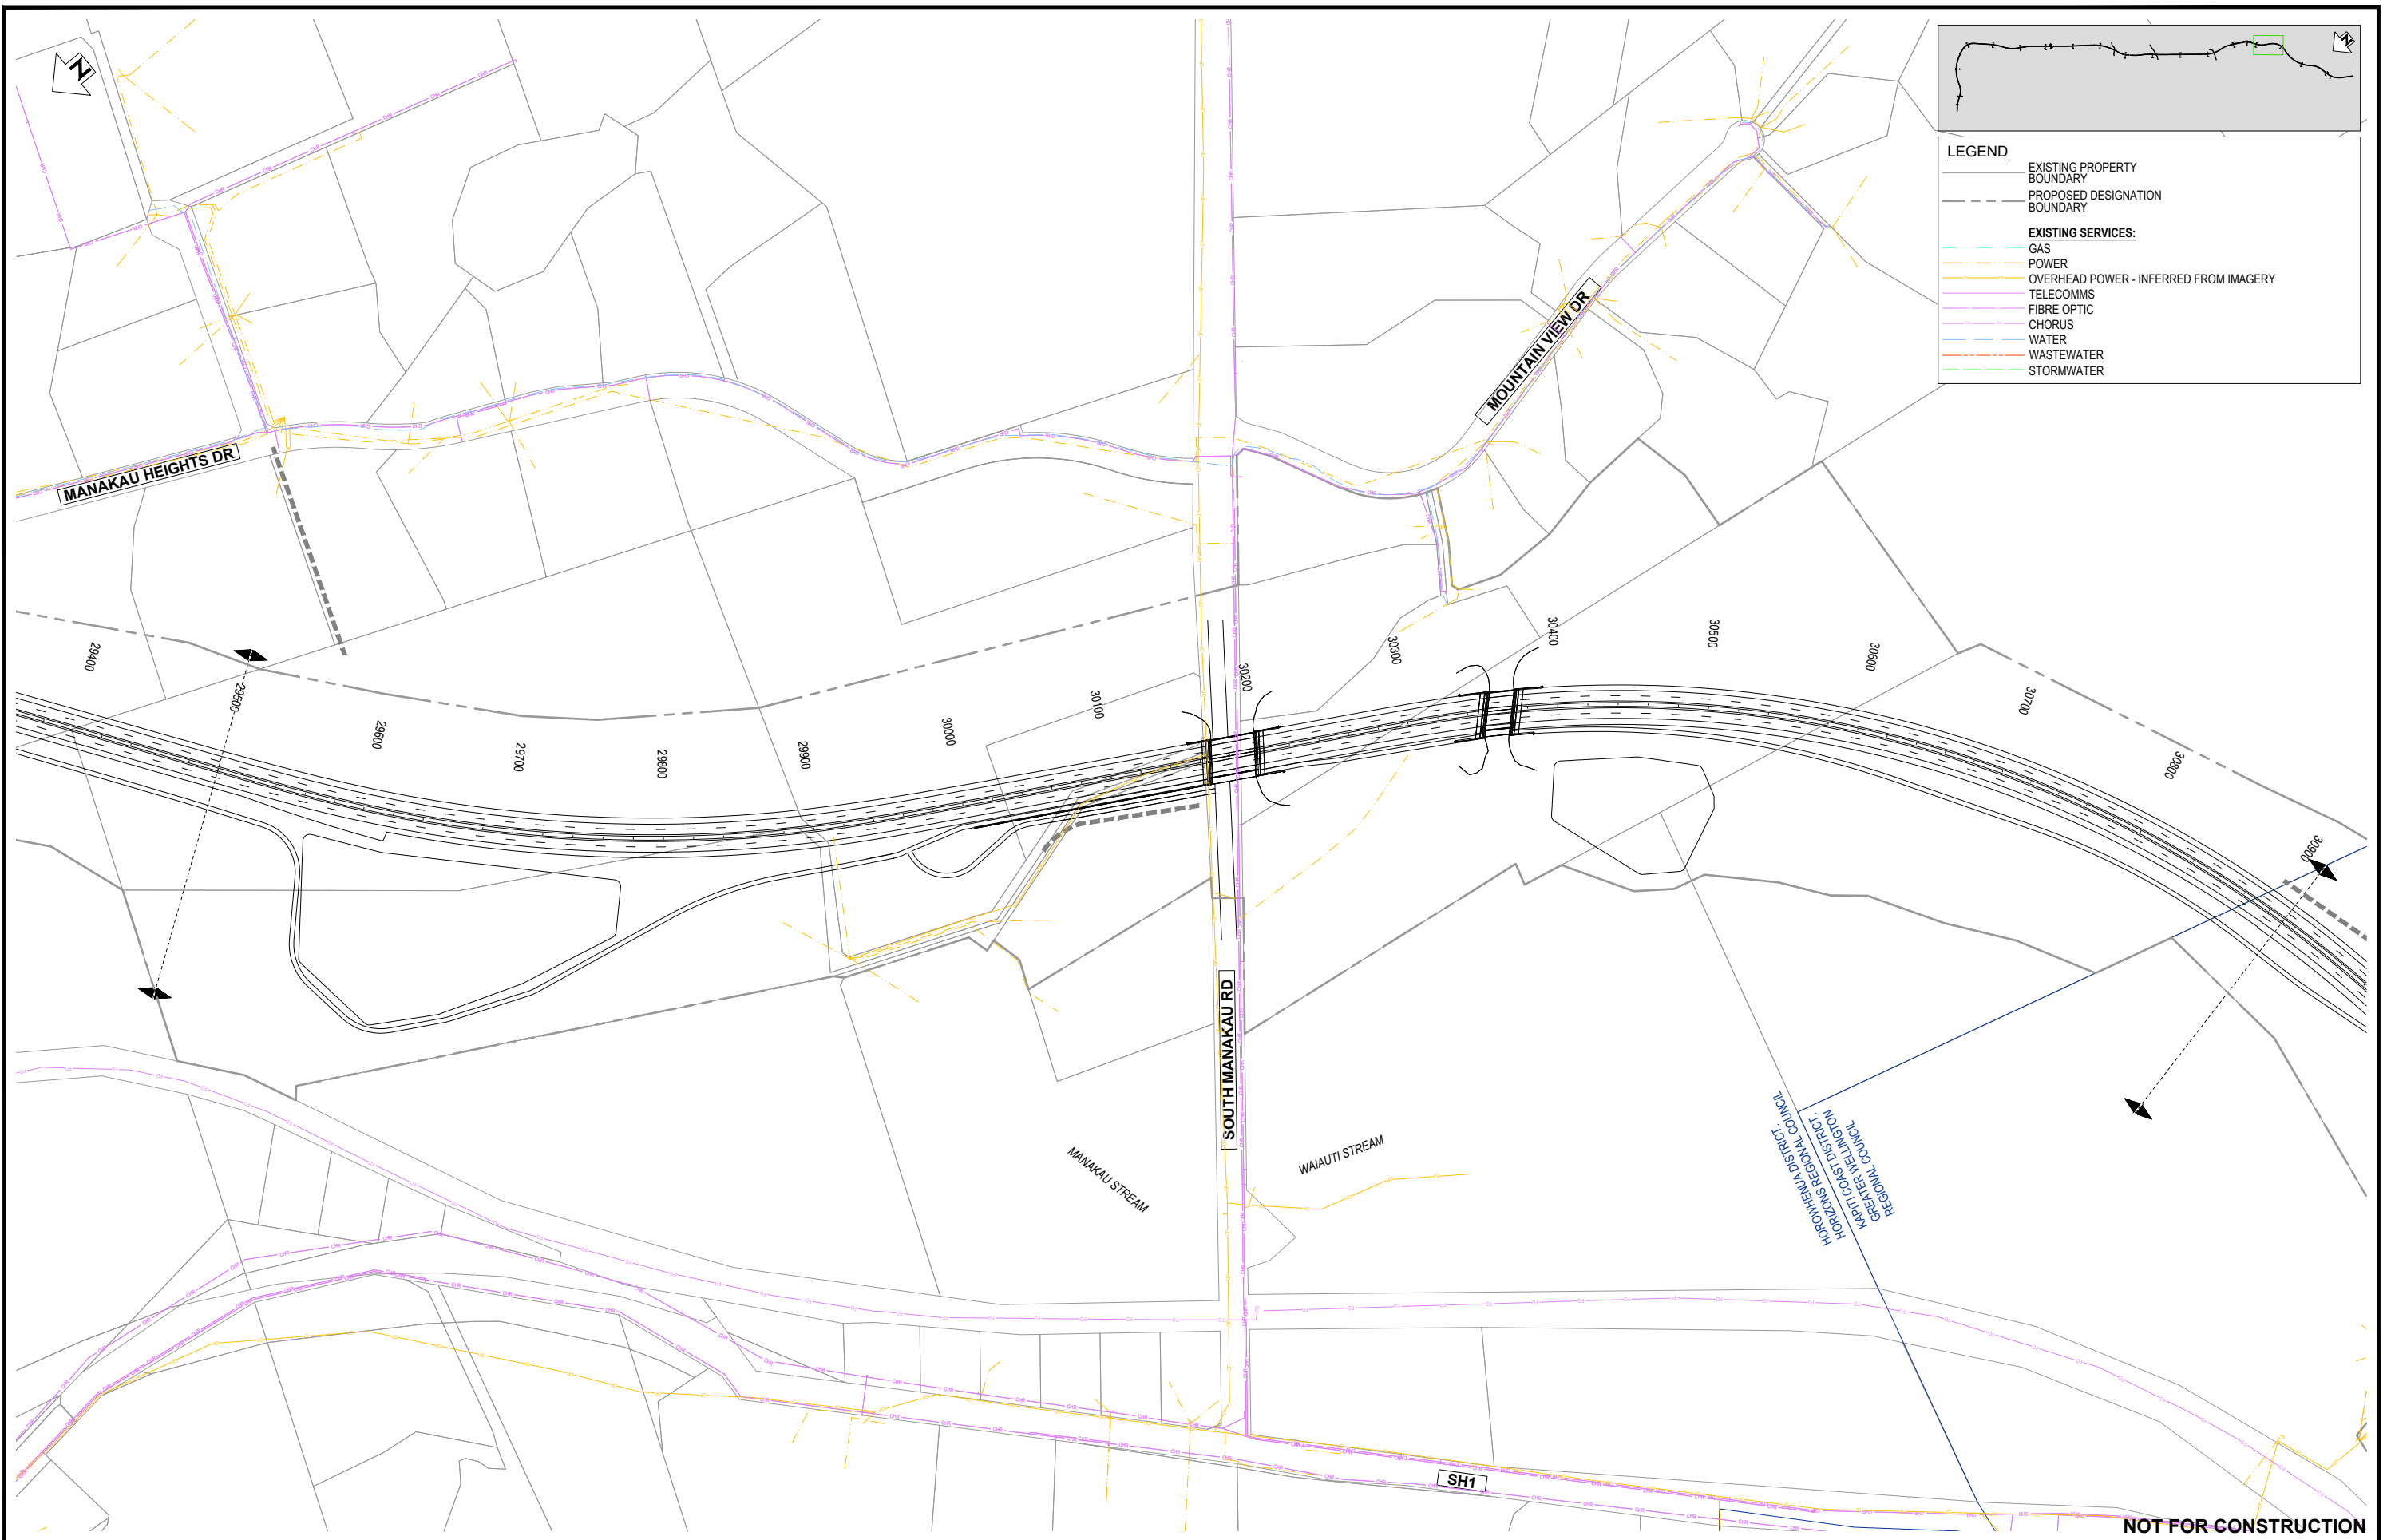 N
N
LEGEND
EXISTING PROPERTY
BOUNDARY
PROPOSED DESIGNATION
BOUNDARY
EXISTING SERVICES:
GAS
POWER
OVERHEAD POWER - INFERRED FROM IMAGERY
TELECOMMS
FIBRE OPTIC
CHORUS
WATER
WASTEWATER
STORMWATER
MOUNTAIN VIEW DR
MANAKAU HEIGHTS DR
29400
29500
29600
29700
29800
29900
30000
30100
30200
30300
30400
30500
30600
30700
30800
30900
SOUTH MANAKAU RD
MANAKAU STREAM
WAIAUTI STREAM
HOROWHENUA DISTRICT.
HORIZONS REGIONAL COUNCIL
KAPITI COAST DISTRICT.
GREATER WELLINGTON
REGIONAL COUNCIL
SH1
NOT FOR CONSTRUCTION